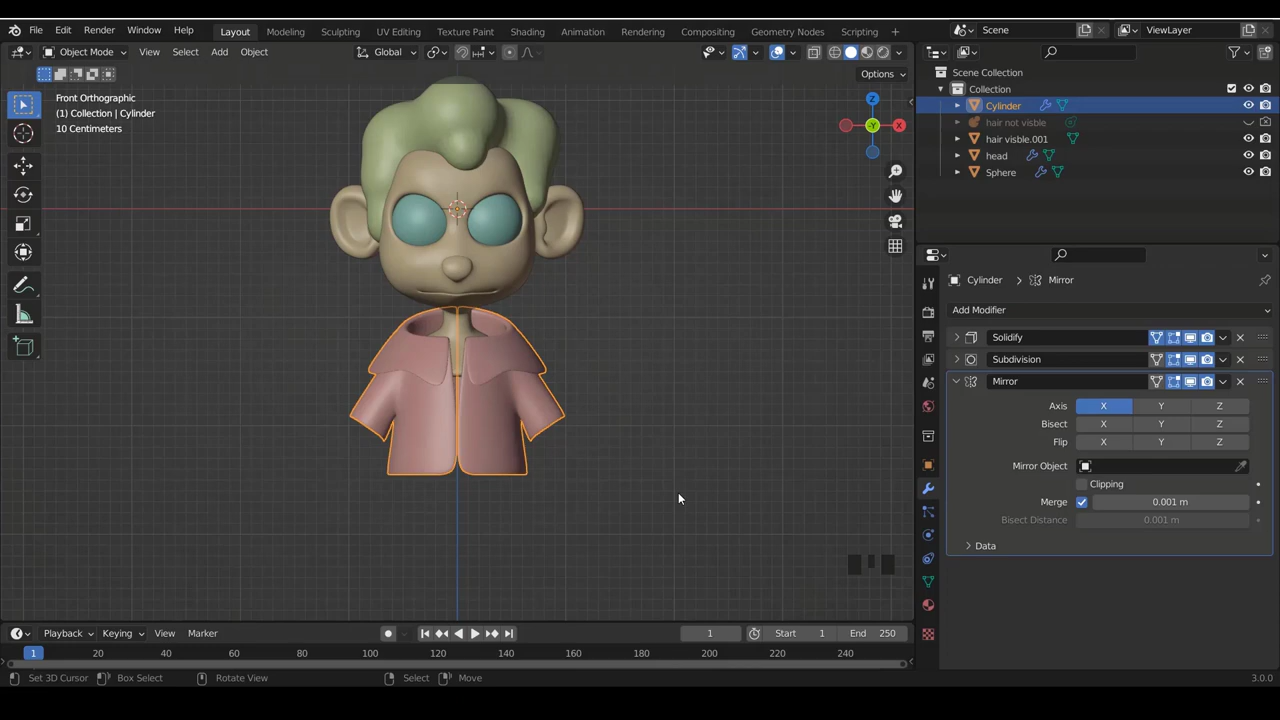 File Edit Render Window Help Layout Modeling Sculpting UV Editing Texture Paint Shading Animation Rendering Compositing Geometry Nodes Scripting + Scene ViewLayer
Object Mode View Select Add Object Global
Options
Front Orthographic
(1) Collection | Cylinder
10 Centimeters
Z
-Y
X
Scene Collection
Collection
Cylinder
hair not visble
hair visble.001
head
Sphere
Cylinder > Mirror
Add Modifier
Solidify
Subdivision
Mirror
Axis X Y Z
Bisect X Y Z
Flip X Y Z
Mirror Object
Clipping
Merge 0.001 m
Bisect Distance 0.001 m
Data
Playback Keying View Marker 1 Start 1 End 250
1 20 40 60 80 100 120 140 160 180 200 220 240
Set 3D Cursor Box Select Rotate View Select Move 3.0.0